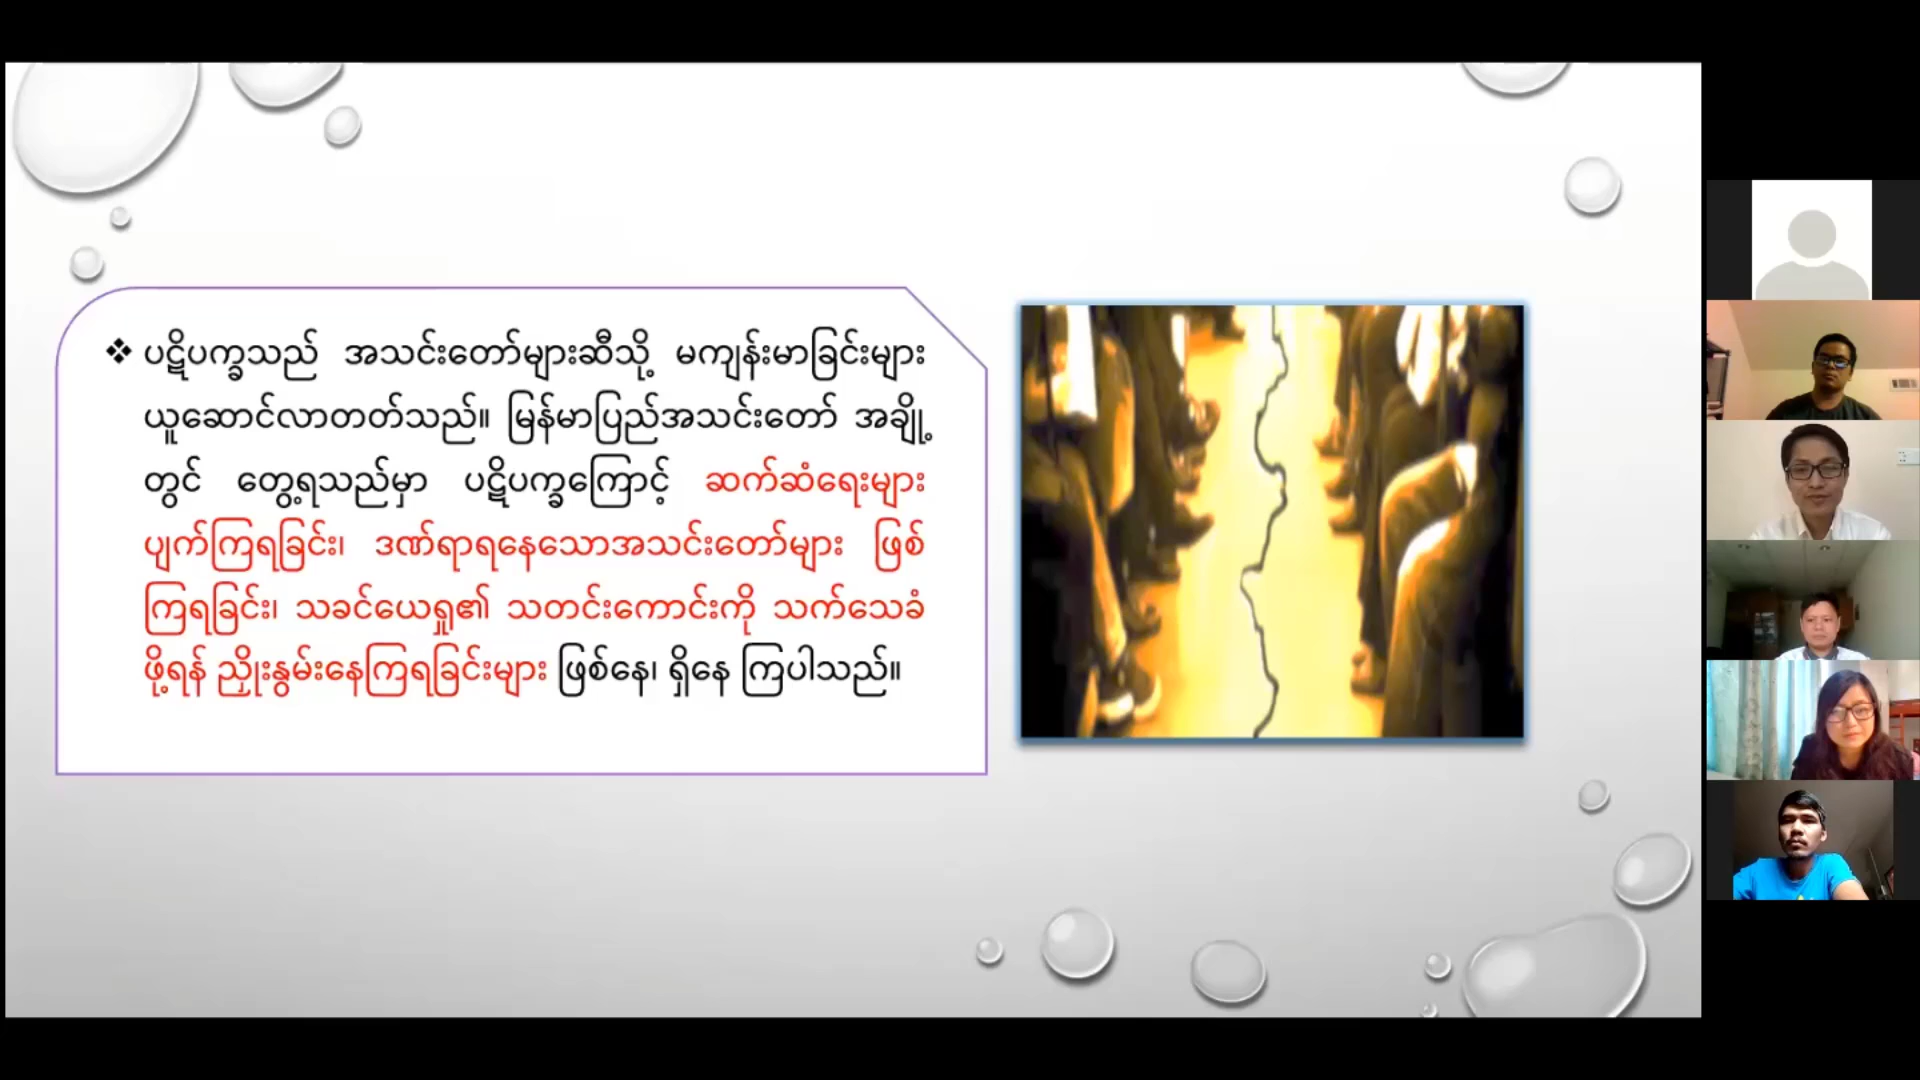 ❖ ပဋိပက္ခသည် အသင်းတော်များဆီသို့ မကျန်းမာခြင်းများ
ယူဆောင်လာတတ်သည်။ မြန်မာပြည်အသင်းတော် အချို့
တွင် တွေ့ရသည်မှာ ပဋိပက္ခကြောင့် ဆက်ဆံရေးများ
ပျက်ကြရခြင်း၊ ဒဏ်ရာရနေသောအသင်းတော်များ ဖြစ်
ကြရခြင်း၊ သခင်ယေရှု၏ သတင်းကောင်းကို သက်သေခံ
ဖို့ရန် ညှိုးနွမ်းနေကြရခြင်းများ ဖြစ်နေ၊ ရှိနေ ကြပါသည်။